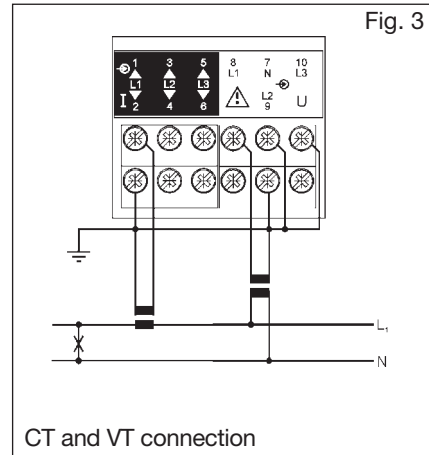 Fig. 3
1 3 5 8 7 10
L1 N L3
L1 L2 L3
L2
I 2 4 6 9 U
L1
N
CT and VT connection